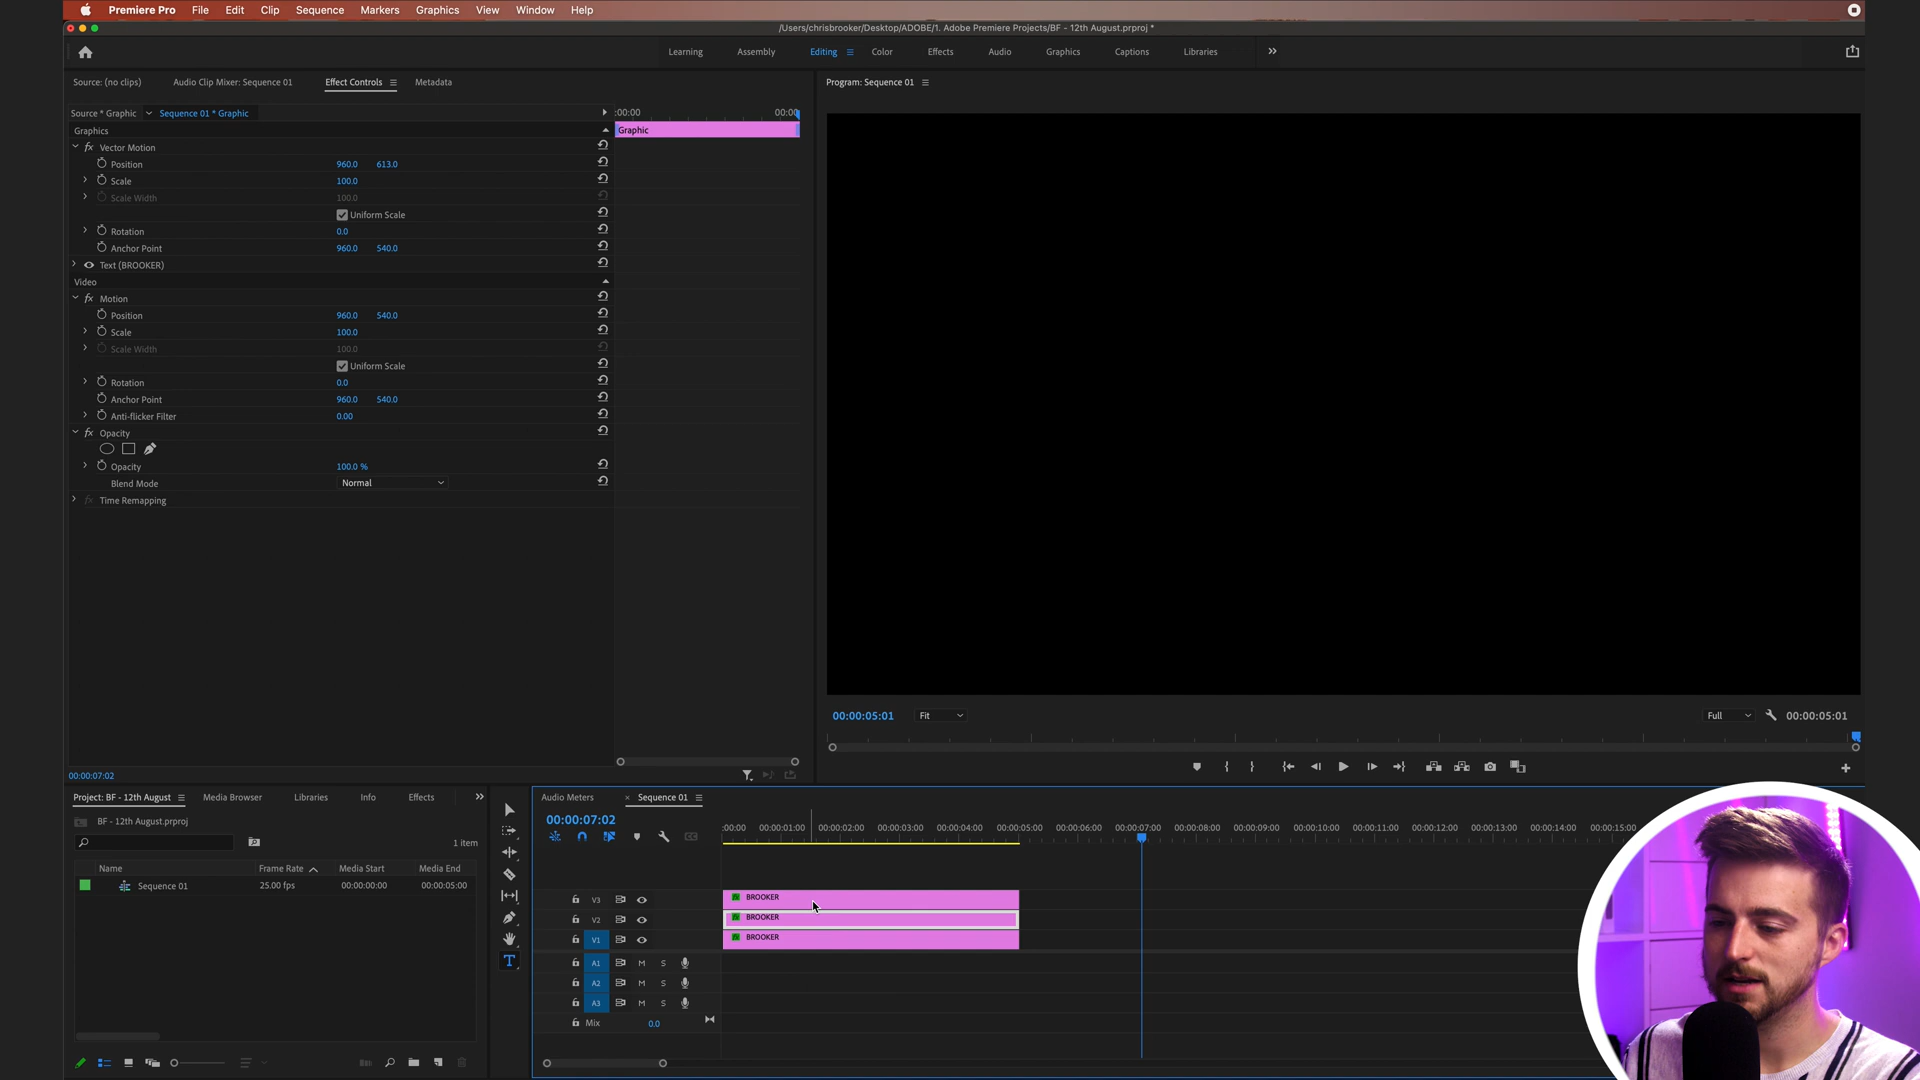 Premiere Pro File Edit Clip Sequence Markers Graphics View Window Help
/Users/chrisbrooker/Desktop/ADOBE/1. Adobe Premiere Projects/BF - 12th August.prproj *
Learning Assembly Editing Color Effects Audio Graphics Captions Libraries
Source: (no clips) Audio Clip Mixer: Sequence 01 Effect Controls Metadata
Program: Sequence 01
Source * Graphic Sequence 01 * Graphic :00:00 00:00
Graphics
Graphic
fx Vector Motion
Position 960.0 613.0
Scale 100.0
Scale Width 100.0
Uniform Scale
Rotation 0.0
Anchor Point 960.0 540.0
Text (BROOKER)
Video
fx Motion
Position 960.0 540.0
Scale 100.0
Scale Width 100.0
Uniform Scale
Rotation 0.0
Anchor Point 960.0 540.0
Anti-flicker Filter 0.00
fx Opacity
Opacity 100.0 %
Blend Mode Normal
fx Time Remapping
00:00:05:01 Fit Full 00:00:05:01
00:00:07:02
Project: BF - 12th August Media Browser Libraries Info Effects
BF - 12th August.prproj
1 item
Name Frame Rate Media Start Media End
Sequence 01 25.00 fps 00:00:00:00 00:00:05:00
Audio Meters × Sequence 01
00:00:07:02
:00:00 00:00:01:00 00:00:02:00 00:00:03:00 00:00:04:00 00:00:05:00 00:00:06:00 00:00:07:00 00:00:08:00 00:00:09:00 00:00:10:00 00:00:11:00 00:00:12:00 00:00:13:00 00:00:14:00 00:00:15:00
V3 fx BROOKER
V2 fx BROOKER
V1 fx BROOKER
A1 M S
A2 M S
A3 M S
Mix 0.0